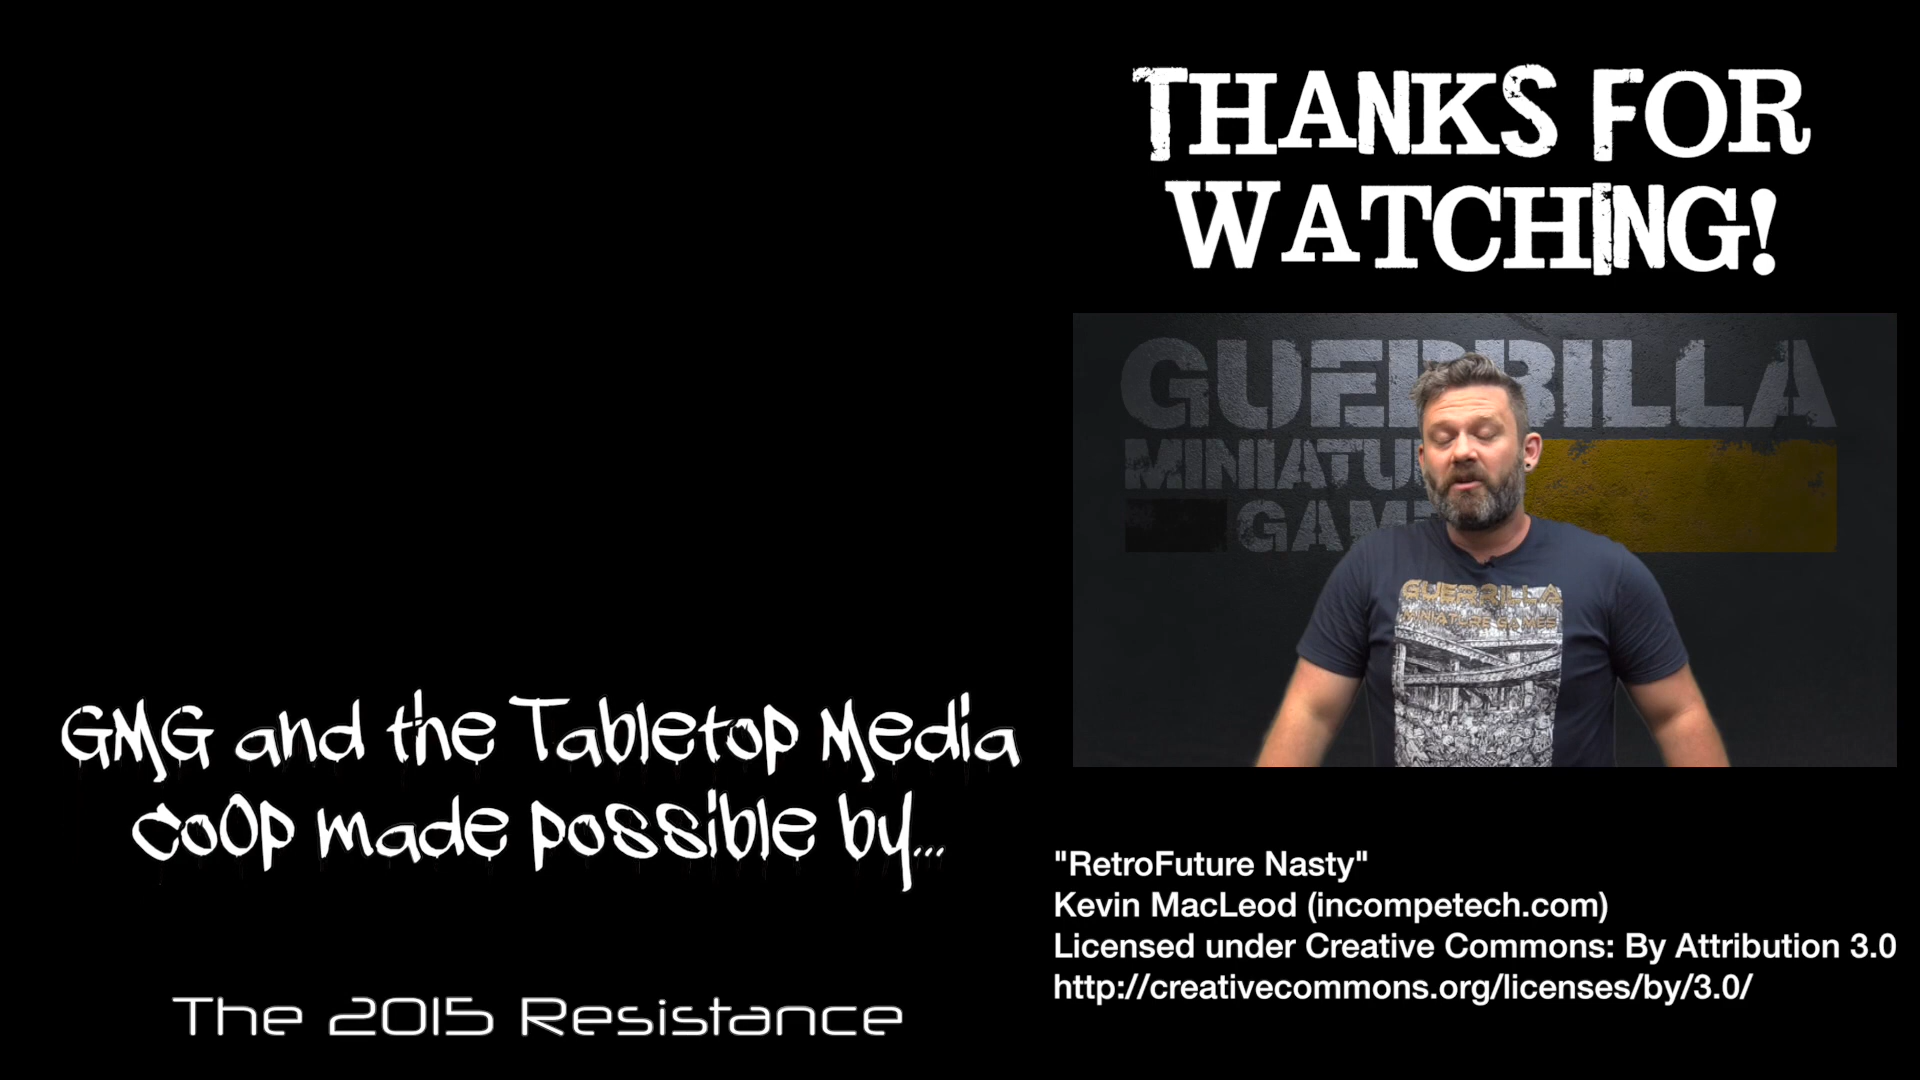 THANKS FOR
WATCHING!
GUERRILLA
MINIATU
GAM
GUERRILLA
MINIATURE GAMES
GMG and the Tabletop Media
CoOp made possible by...
The 2015 Resistance
"RetroFuture Nasty"
Kevin MacLeod (incompetech.com)
Licensed under Creative Commons: By Attribution 3.0
http://creativecommons.org/licenses/by/3.0/